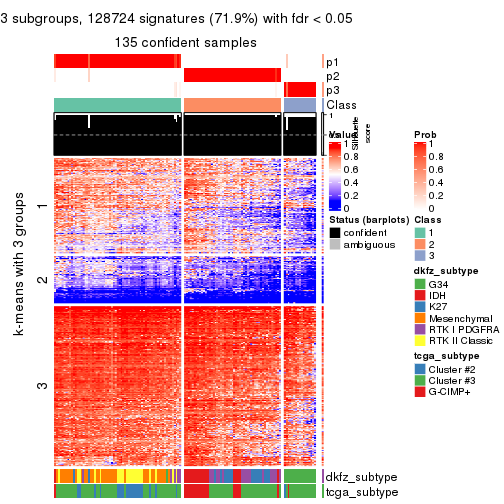 3 subgroups, 128724 signatures (71.9%) with fdr < 0.05
135 confident samples
p1
p2
p3
Class
1
Silhouette
score
k-means with 3 groups
1
2
3
dkfz_subtype
tcga_subtype
Value
1
0.8
0.6
0.4
0.2
0
Prob
1
0.8
0.6
0.4
0.2
0
Status (barplots)
confident
ambiguous
Class
1
2
3
dkfz_subtype
G34
IDH
K27
Mesenchymal
RTK I PDGFRA
RTK II Classic
tcga_subtype
Cluster #2
Cluster #3
G-CIMP+